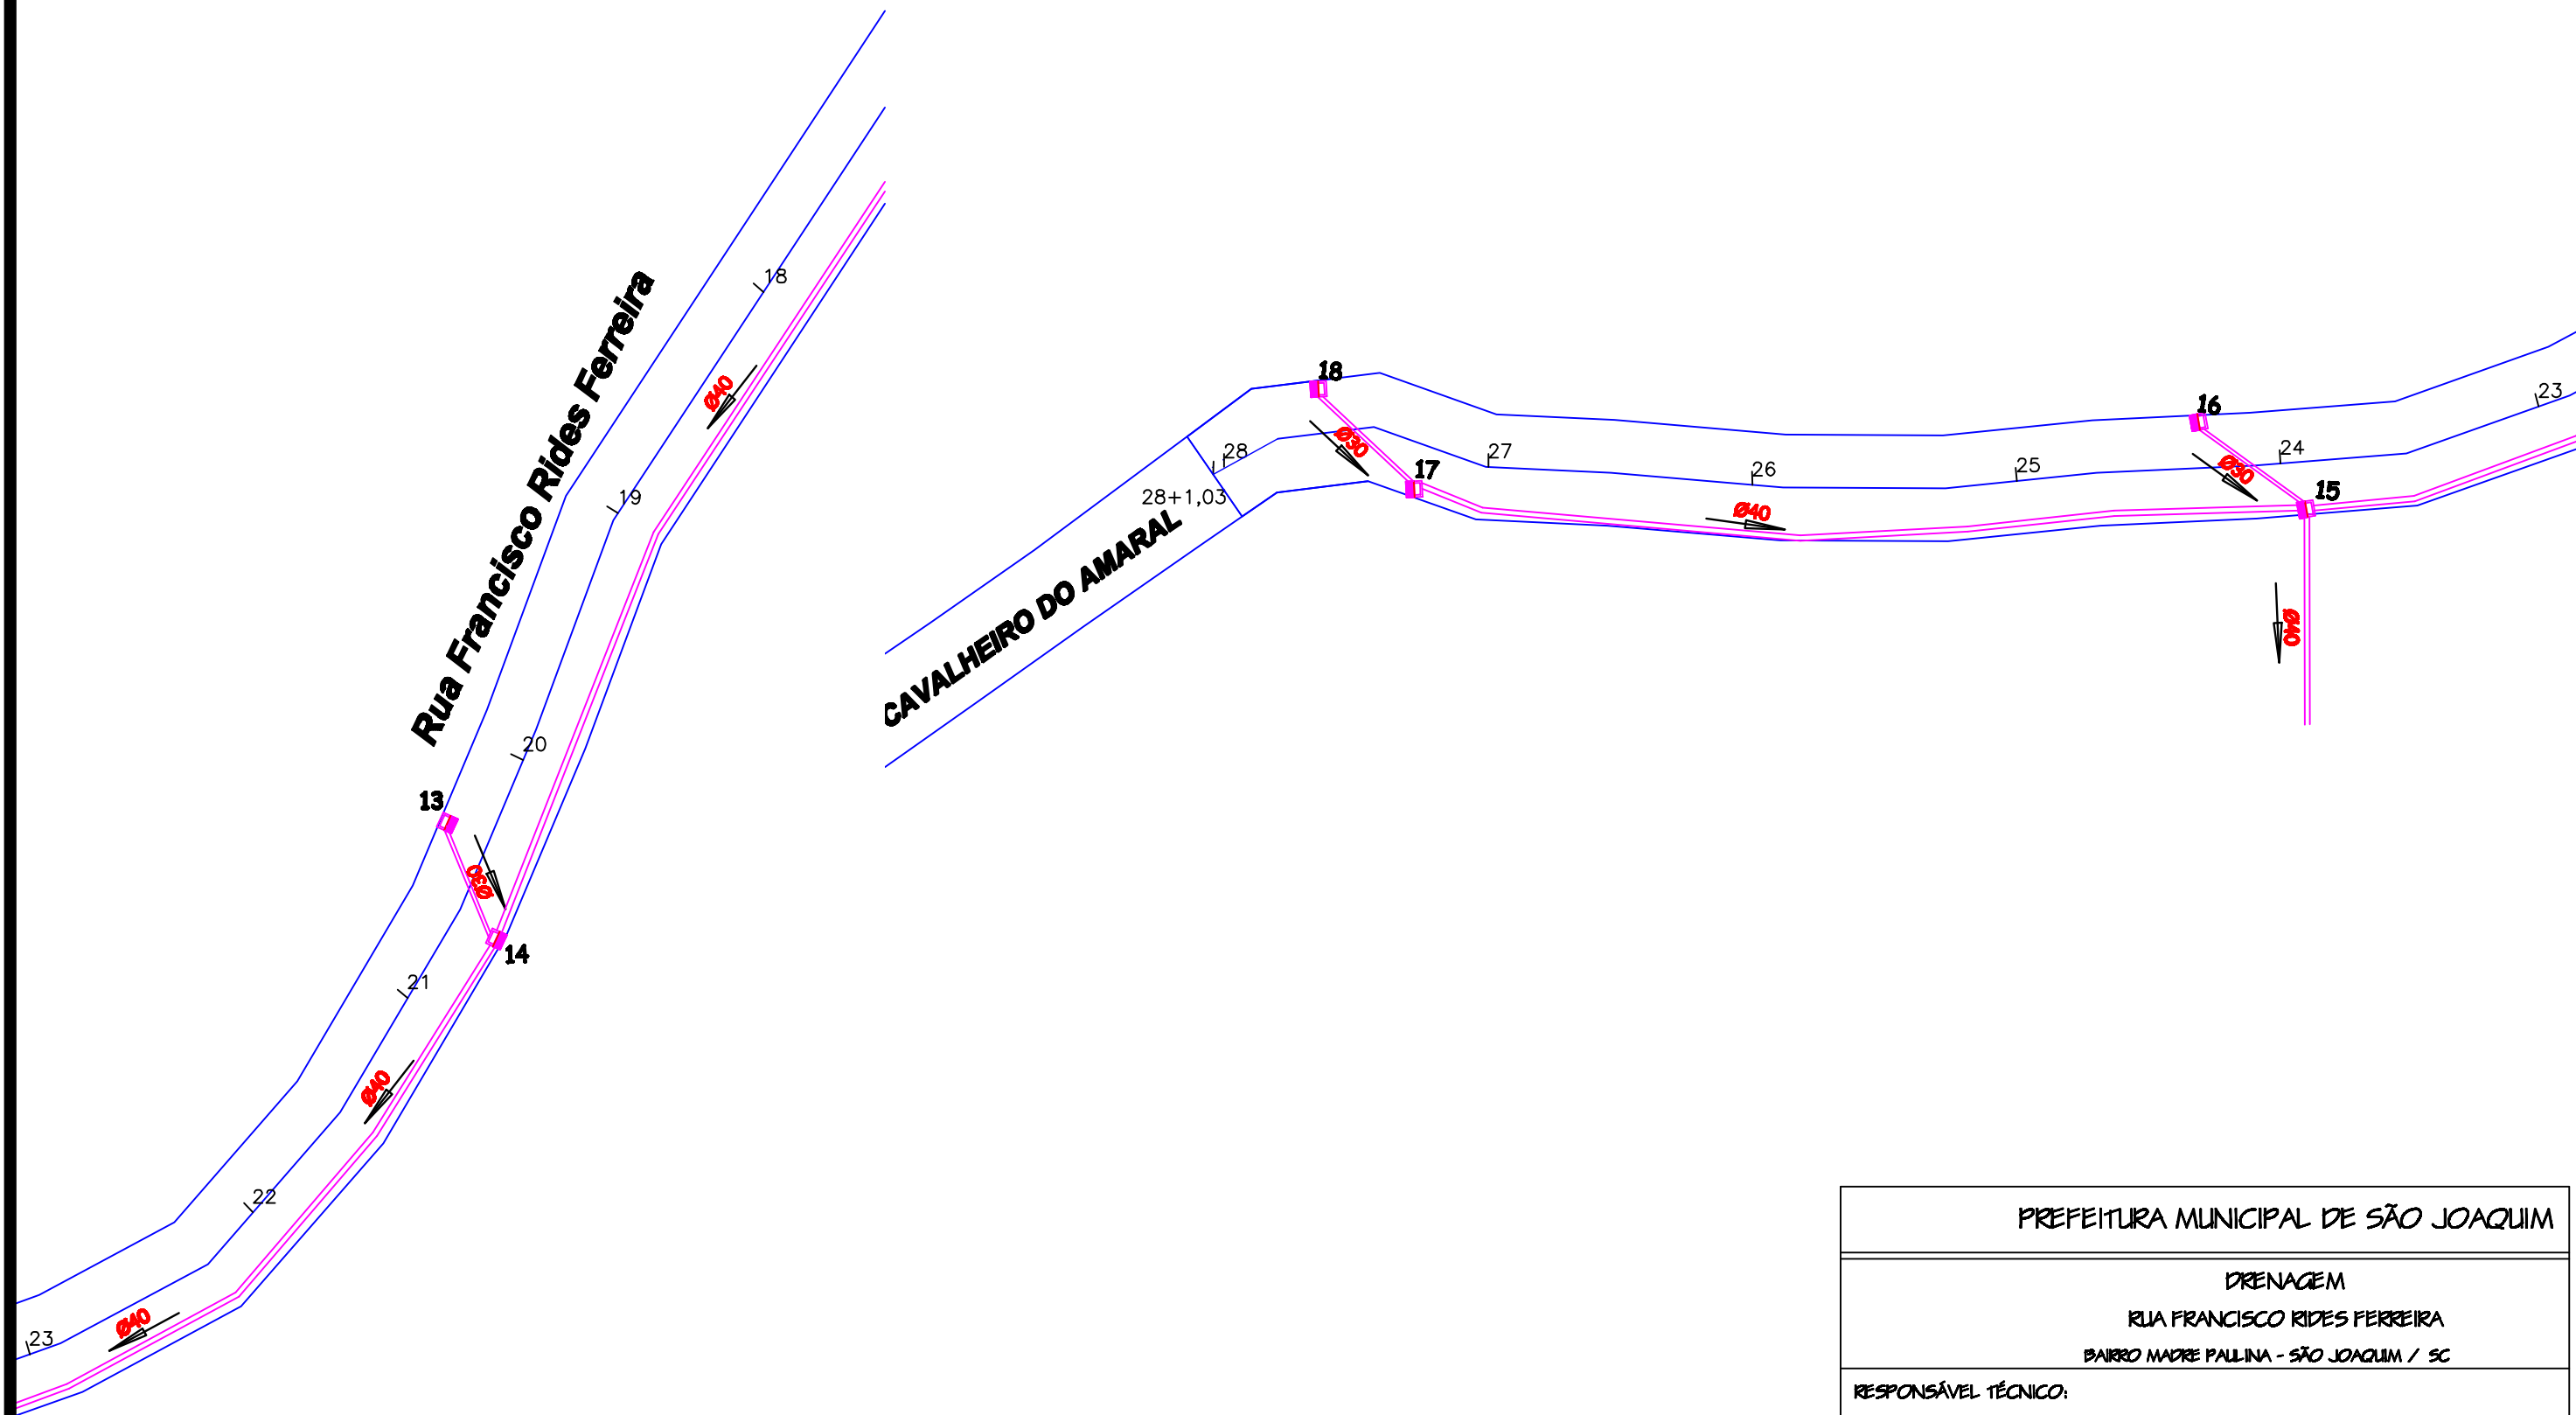 18
Ø40
Rua Francisco Rides Ferreira
19
20
13
Ø30
14
21
Ø40
22
Ø40
23
18
Ø30
28
17
27
28+1,03
CAVALHEIRO DO AMARAL
26
Ø40
25
16
24
Ø30
15
23
Ø40
PREFEITURA MUNICIPAL DE SÃO JOAQUIM
DRENAGEM
RUA FRANCISCO RIDES FERREIRA
BAIRRO MADRE PAULINA - SÃO JOAQUIM / SC
RESPONSÁVEL TÉCNICO: